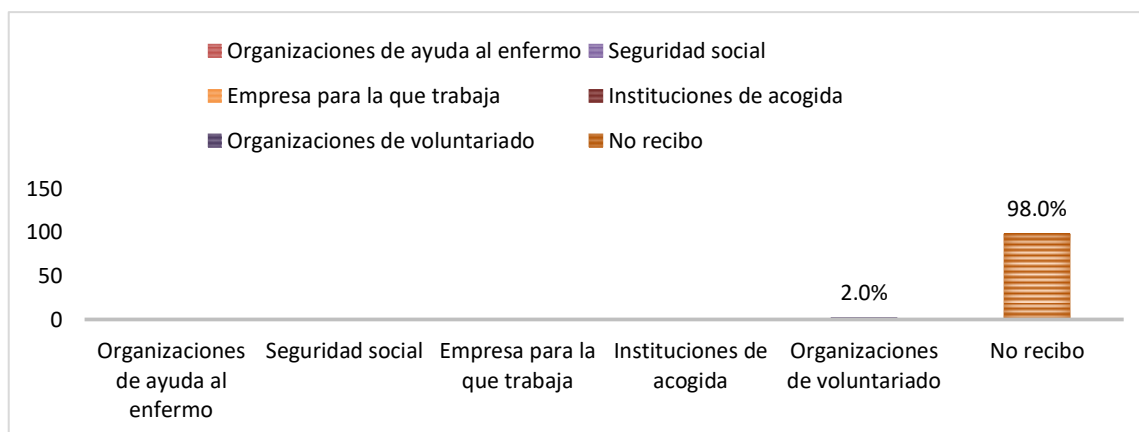 Organizaciones de ayuda al enfermo
Seguridad social
Empresa para la que trabaja
Instituciones de acogida
Organizaciones de voluntariado
No recibo
150
100
50
0
2.0%
98.0%
Organizaciones
de ayuda al
enfermo
Seguridad social
Empresa para la
que trabaja
Instituciones de
acogida
Organizaciones
de voluntariado
No recibo